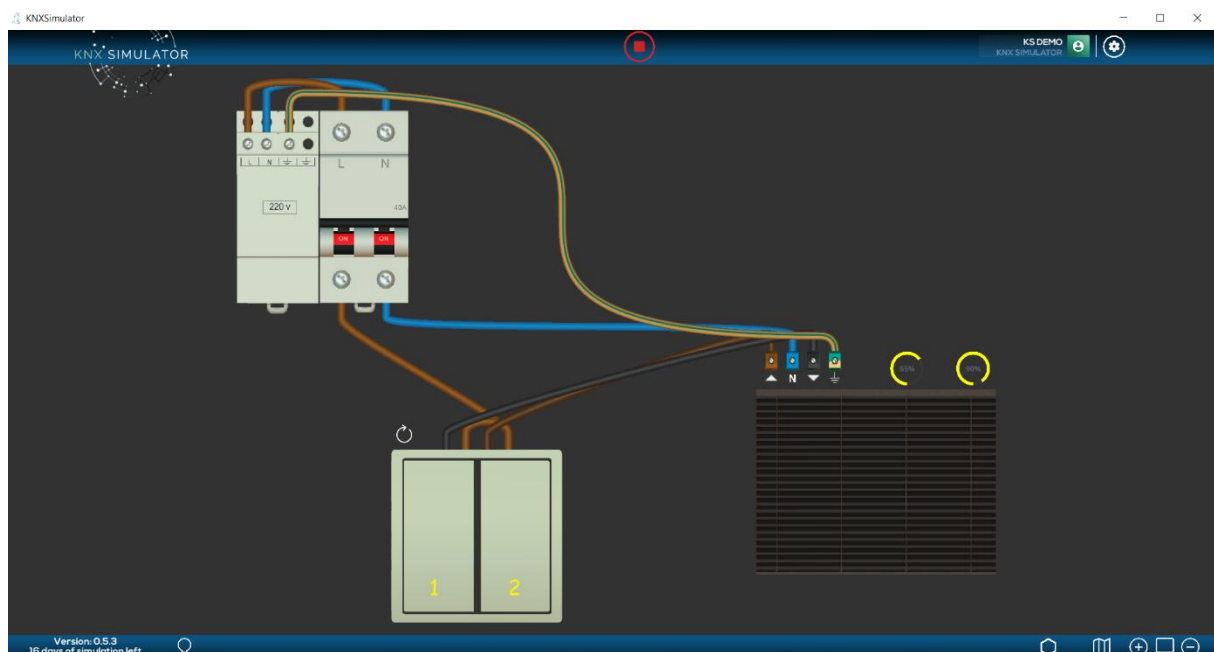 KNXSimulator
KNX SIMULATOR
KS DEMO
KNX SIMULATOR
L N
L N
220 v
40A
ON ON
N
65% 90%
1 2
Version: 0.5.3
16 days of simulation left